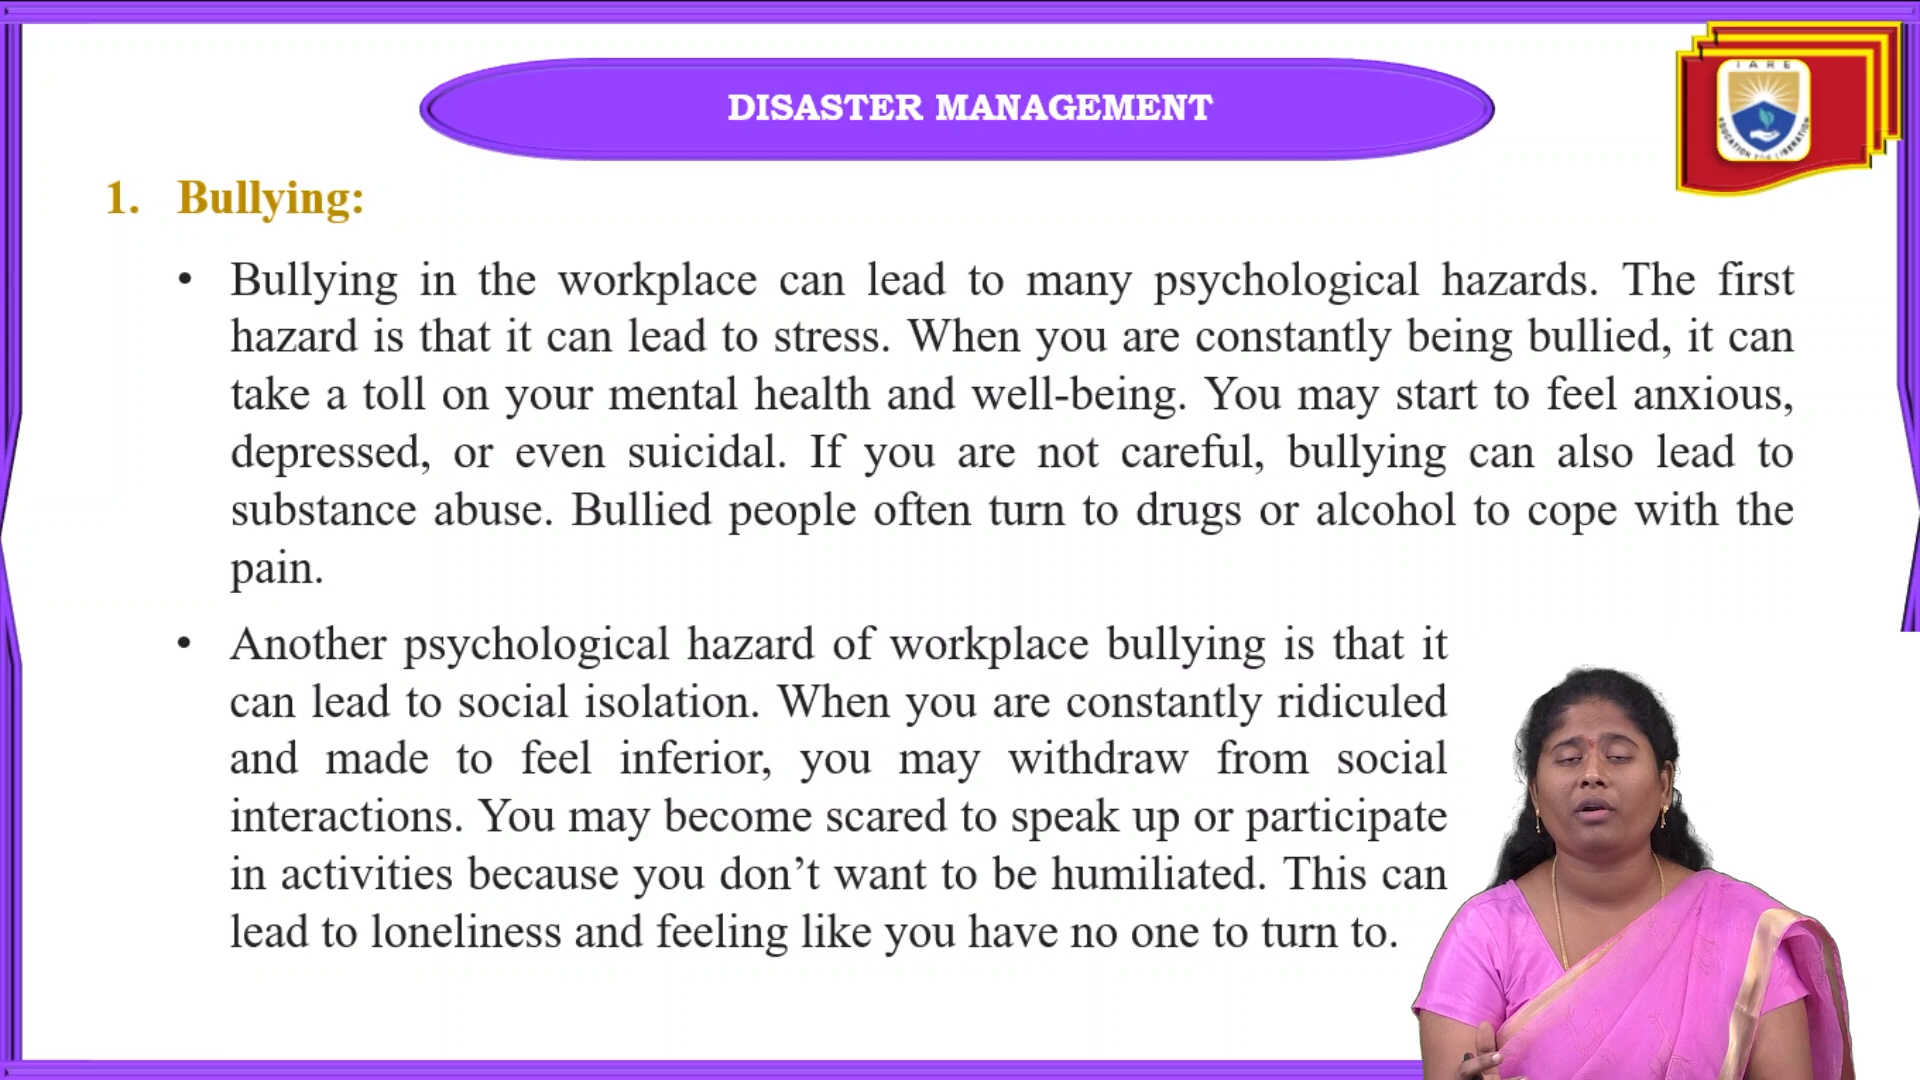 DISASTER MANAGEMENT
IARE
EDUCATION FOR LIBERATION
1. Bullying:
• Bullying in the workplace can lead to many psychological hazards. The first
hazard is that it can lead to stress. When you are constantly being bullied, it can
take a toll on your mental health and well-being. You may start to feel anxious,
depressed, or even suicidal. If you are not careful, bullying can also lead to
substance abuse. Bullied people often turn to drugs or alcohol to cope with the
pain.
• Another psychological hazard of workplace bullying is that it
can lead to social isolation. When you are constantly ridiculed
and made to feel inferior, you may withdraw from social
interactions. You may become scared to speak up or participate
in activities because you don’t want to be humiliated. This can
lead to loneliness and feeling like you have no one to turn to.